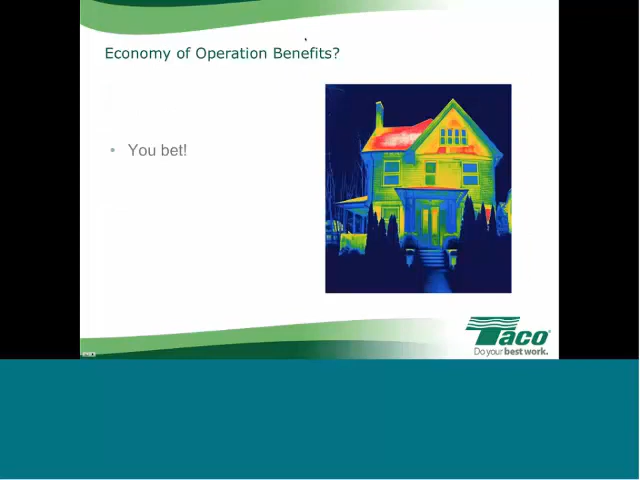 Economy of Operation Benefits?
• You bet!
Taco®
Do your best work.